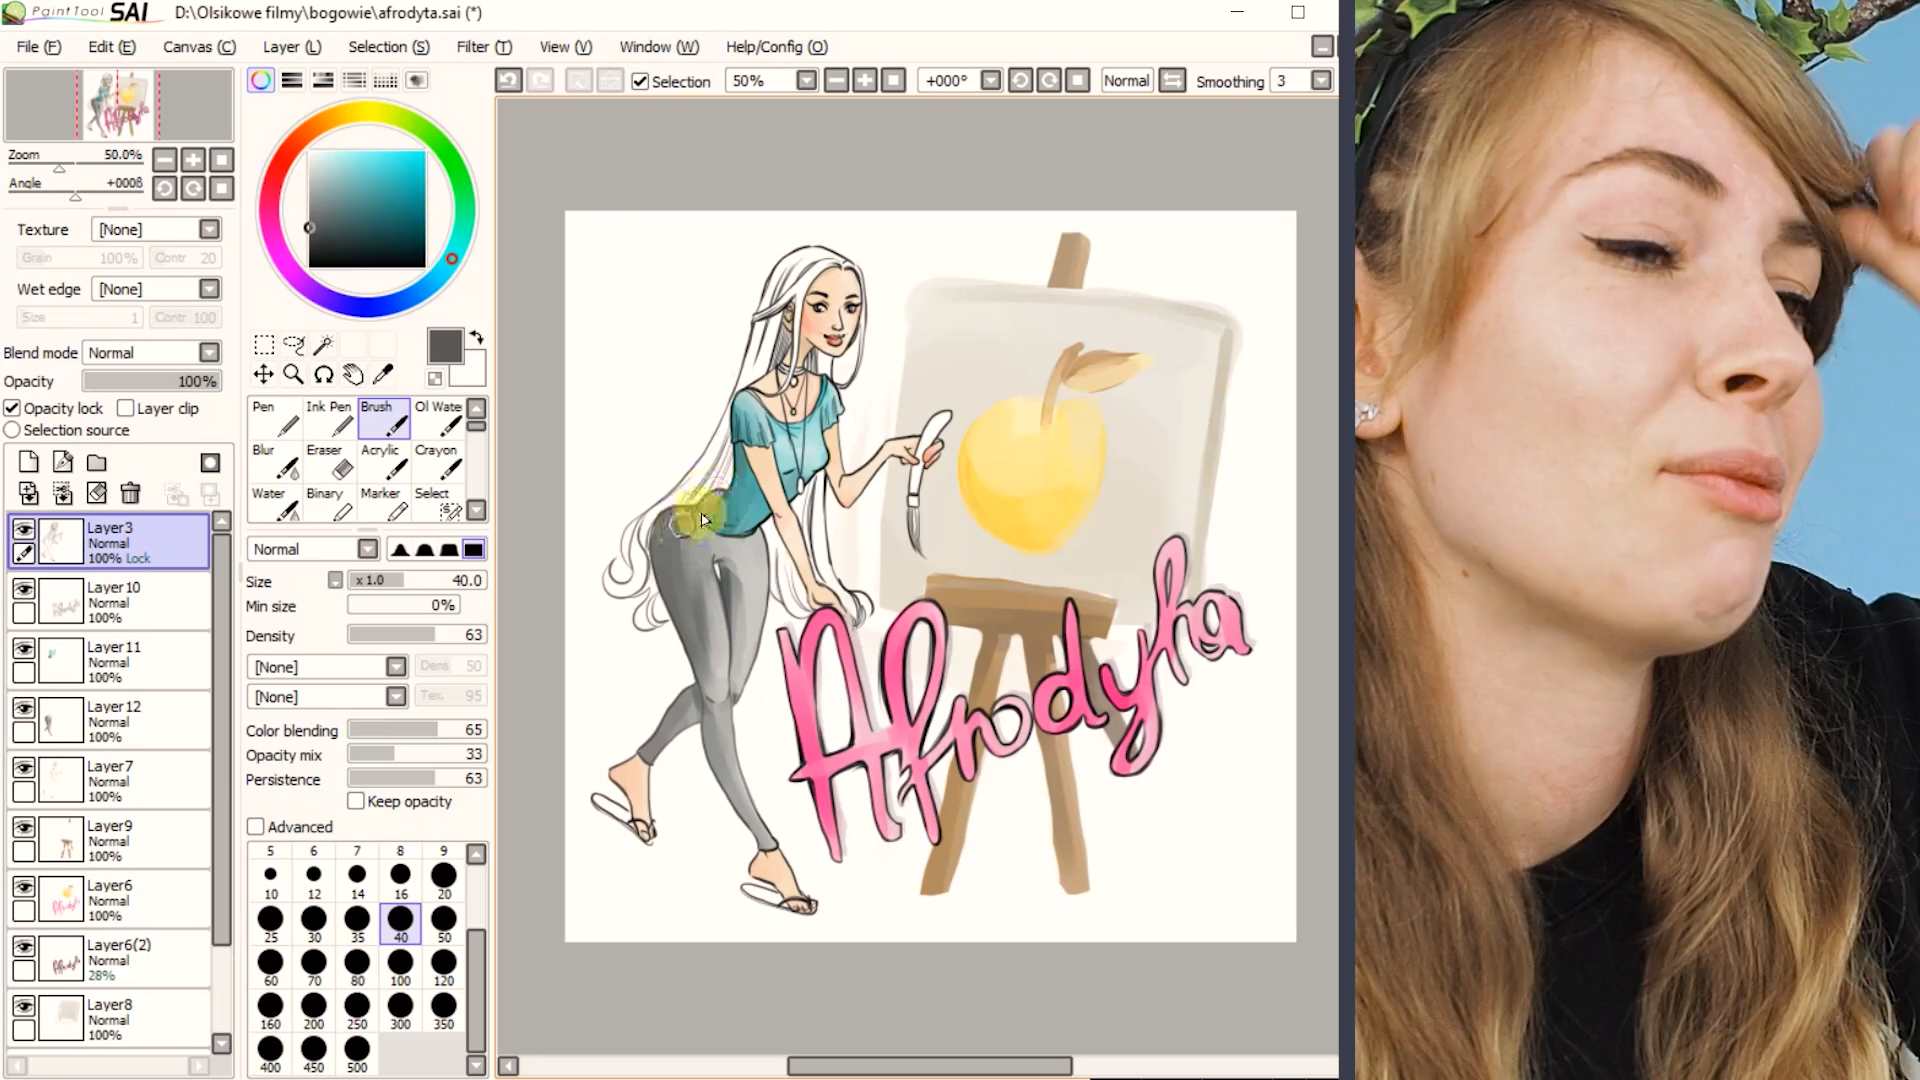 PaintTool SAI
D:\Olsikowe filmy\bogowie\afrodyta.sai (*)
File (F)
Edit (E)
Canvas (C)
Layer (L)
Selection (S)
Filter (T)
View (V)
Window (W)
Help/Config (O)
Selection
50%
+000°
Normal
Smoothing
3
Zoom
50.0%
Angle
+000ß
Texture
[None]
Grain
100%
Contr
20
Wet edge
[None]
Size
1
Contr
100
Blend mode
Normal
Opacity
100%
Opacity lock
Layer clip
Selection source
Layer3
Normal
100% Lock
Layer10
Normal
100%
Layer11
Normal
100%
Layer12
Normal
100%
Layer7
Normal
100%
Layer9
Normal
100%
Layer6
Normal
100%
Layer6(2)
Normal
28%
Layer8
Normal
100%
Pen
Ink Pen
Brush
Ol Wate
Blur
Eraser
Acrylic
Crayon
Water
Binary
Marker
Select
Normal
Size
x 1.0
40.0
Min size
0%
Density
63
[None]
Dens
50
[None]
Tex.
95
Color blending
65
Opacity mix
33
Persistence
63
Keep opacity
Advanced
5 6 7 8 9
10 12 14 16 20
25 30 35 40 50
60 70 80 100 120
160 200 250 300 350
400 450 500
Afrodyta